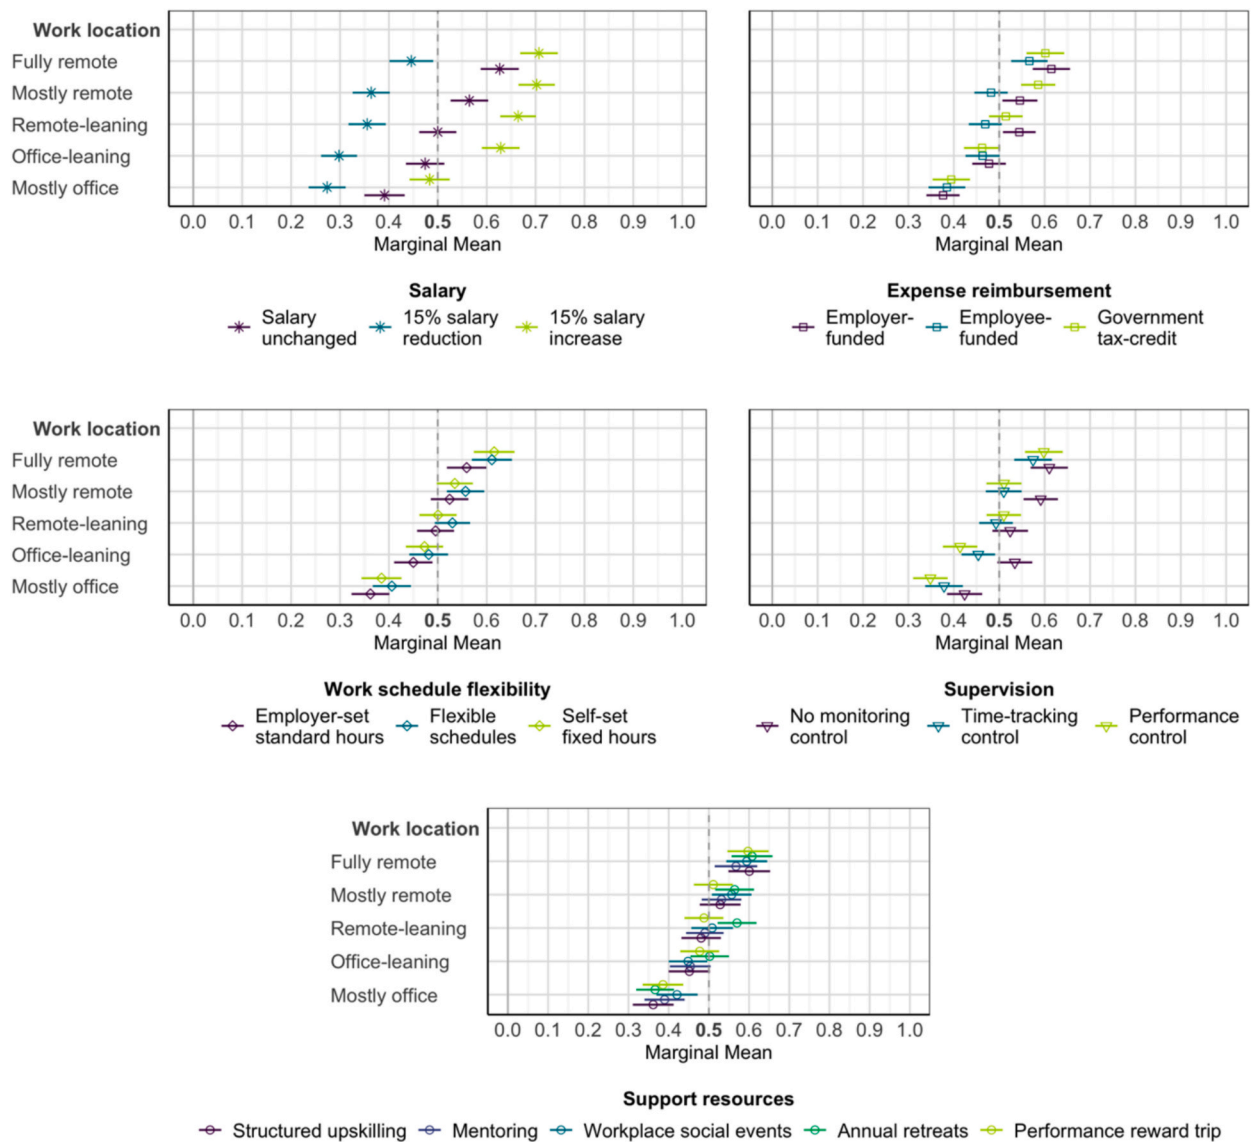 Work location
Fully remote
Mostly remote
Remote-leaning
Office-leaning
Mostly office
0.0 0.1 0.2 0.3 0.4 0.5 0.6 0.7 0.8 0.9 1.0
Marginal Mean
Salary
Salary unchanged
15% salary reduction
15% salary increase
0.0 0.1 0.2 0.3 0.4 0.5 0.6 0.7 0.8 0.9 1.0
Marginal Mean
Expense reimbursement
Employer-funded
Employee-funded
Government tax-credit
Work location
Fully remote
Mostly remote
Remote-leaning
Office-leaning
Mostly office
0.0 0.1 0.2 0.3 0.4 0.5 0.6 0.7 0.8 0.9 1.0
Marginal Mean
Work schedule flexibility
Employer-set standard hours
Flexible schedules
Self-set fixed hours
0.0 0.1 0.2 0.3 0.4 0.5 0.6 0.7 0.8 0.9 1.0
Marginal Mean
Supervision
No monitoring control
Time-tracking control
Performance control
Work location
Fully remote
Mostly remote
Remote-leaning
Office-leaning
Mostly office
0.0 0.1 0.2 0.3 0.4 0.5 0.6 0.7 0.8 0.9 1.0
Marginal Mean
Support resources
Structured upskilling Mentoring Workplace social events Annual retreats Performance reward trip